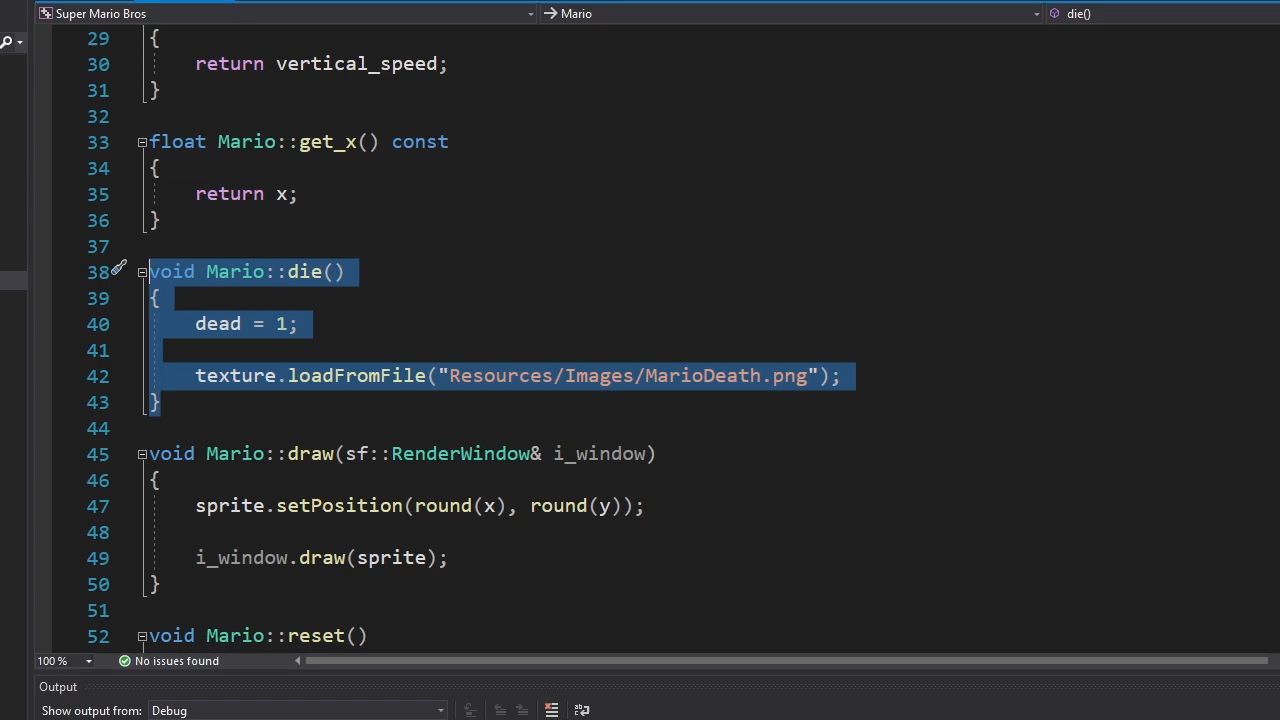 Super Mario Bros
Mario
die()
29 {
30 return vertical_speed;
31 }
32
33 float Mario::get_x() const
34 {
35 return x;
36 }
37
38 void Mario::die()
39 {
40 dead = 1;
41
42 texture.loadFromFile("Resources/Images/MarioDeath.png");
43 }
44
45 void Mario::draw(sf::RenderWindow& i_window)
46 {
47 sprite.setPosition(round(x), round(y));
48
49 i_window.draw(sprite);
50 }
51
52 void Mario::reset()
100 %
No issues found
Output
Show output from: Debug